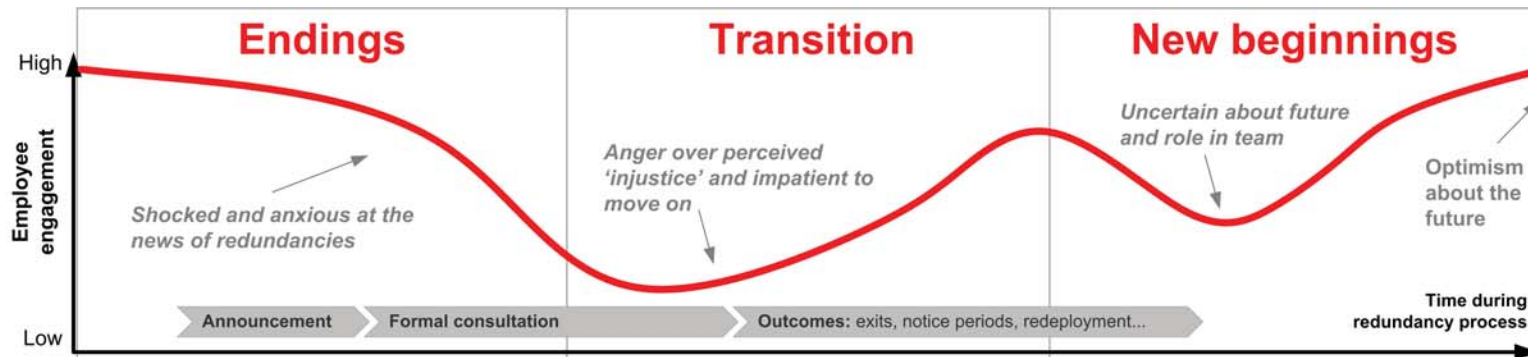 Endings
Transition
New beginnings
High
Employee
engagement
Low
Shocked and anxious at the
news of redundancies
Anger over perceived
‘injustice’ and impatient to
move on
Uncertain about future
and role in team
Optimism
about the
future
Announcement
Formal consultation
Outcomes: exits, notice periods, redeployment...
Time during
redundancy process